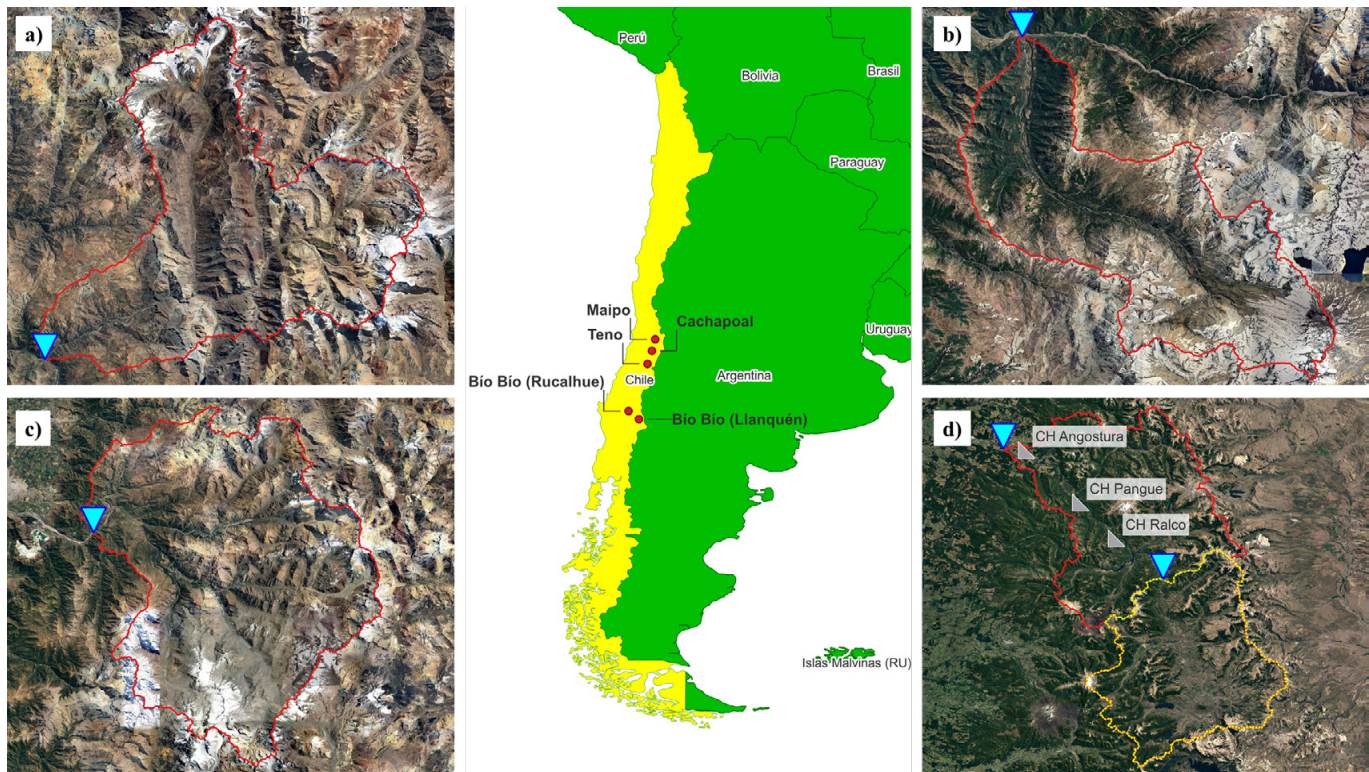 a)
Perú
Bolivia
Brasil
Paraguay
Maipo
Teno
Cachapoal
Uruguay
Chile
Argentina
Bío Bío (Rucalhue)
Bío Bío (Llanquén)
Islas Malvinas (RU)
b)
c)
d)
CH Angostura
CH Pangue
CH Ralco